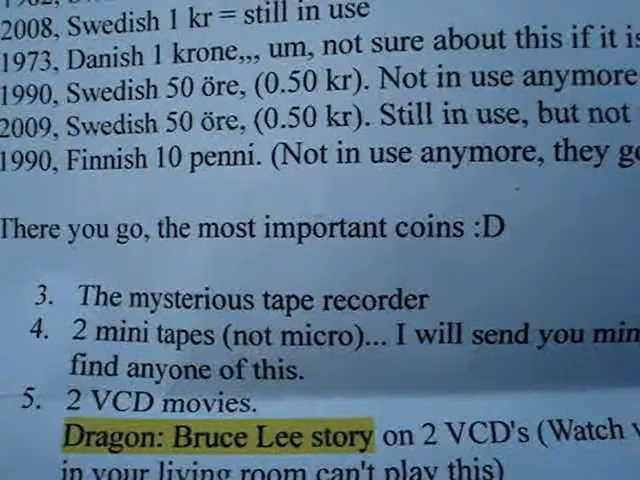 2008, Swedish 1 kr = still in use
1973, Danish 1 krone,,, um, not sure about this if it is
1990, Swedish 50 öre, (0.50 kr). Not in use anymore
2009, Swedish 50 öre, (0.50 kr). Still in use, but not
1990, Finnish 10 penni. (Not in use anymore, they go
There you go, the most important coins :D
3. The mysterious tape recorder
4. 2 mini tapes (not micro)... I will send you min
find anyone of this.
5. 2 VCD movies.
Dragon: Bruce Lee story on 2 VCD's (Watch
in your living room can't play this)